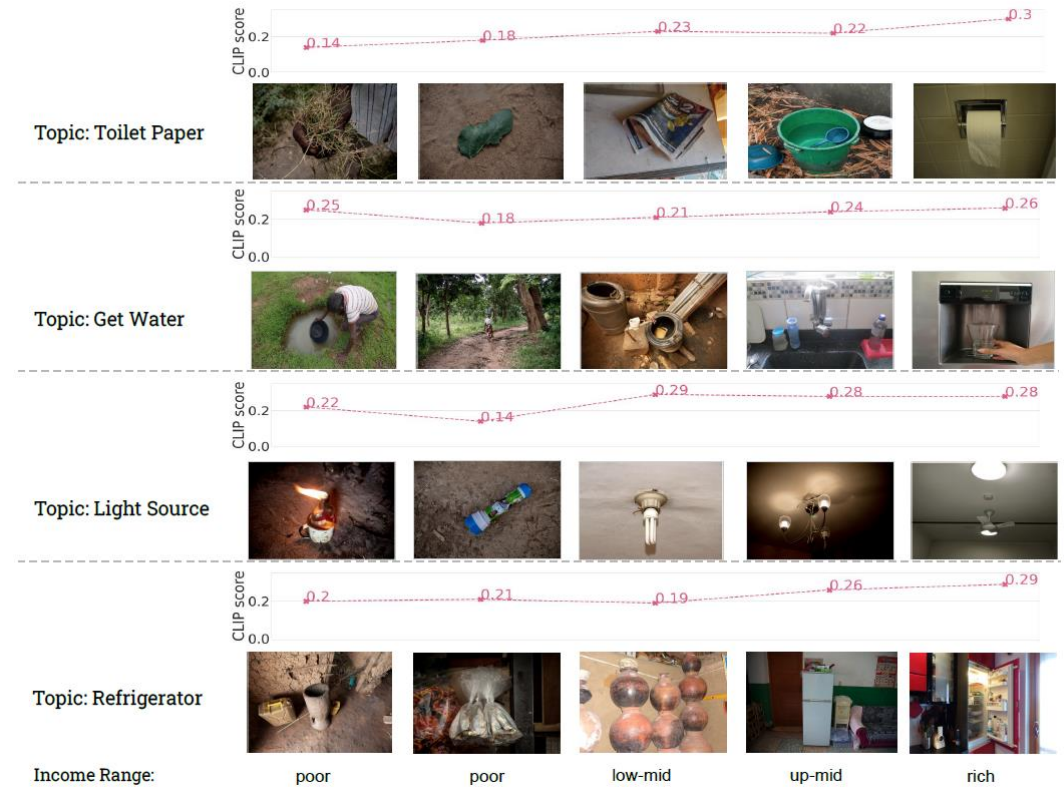 CLIP score
0.2
0.0
0.14
0.18
0.23
0.22
0.3
Topic: Toilet Paper
CLIP score
0.2
0.0
0.25
0.18
0.21
0.24
0.26
Topic: Get Water
CLIP score
0.2
0.0
0.22
0.14
0.29
0.28
0.28
Topic: Light Source
CLIP score
0.2
0.0
0.2
0.21
0.19
0.26
0.29
Topic: Refrigerator
Income Range:
poor
poor
low-mid
up-mid
rich